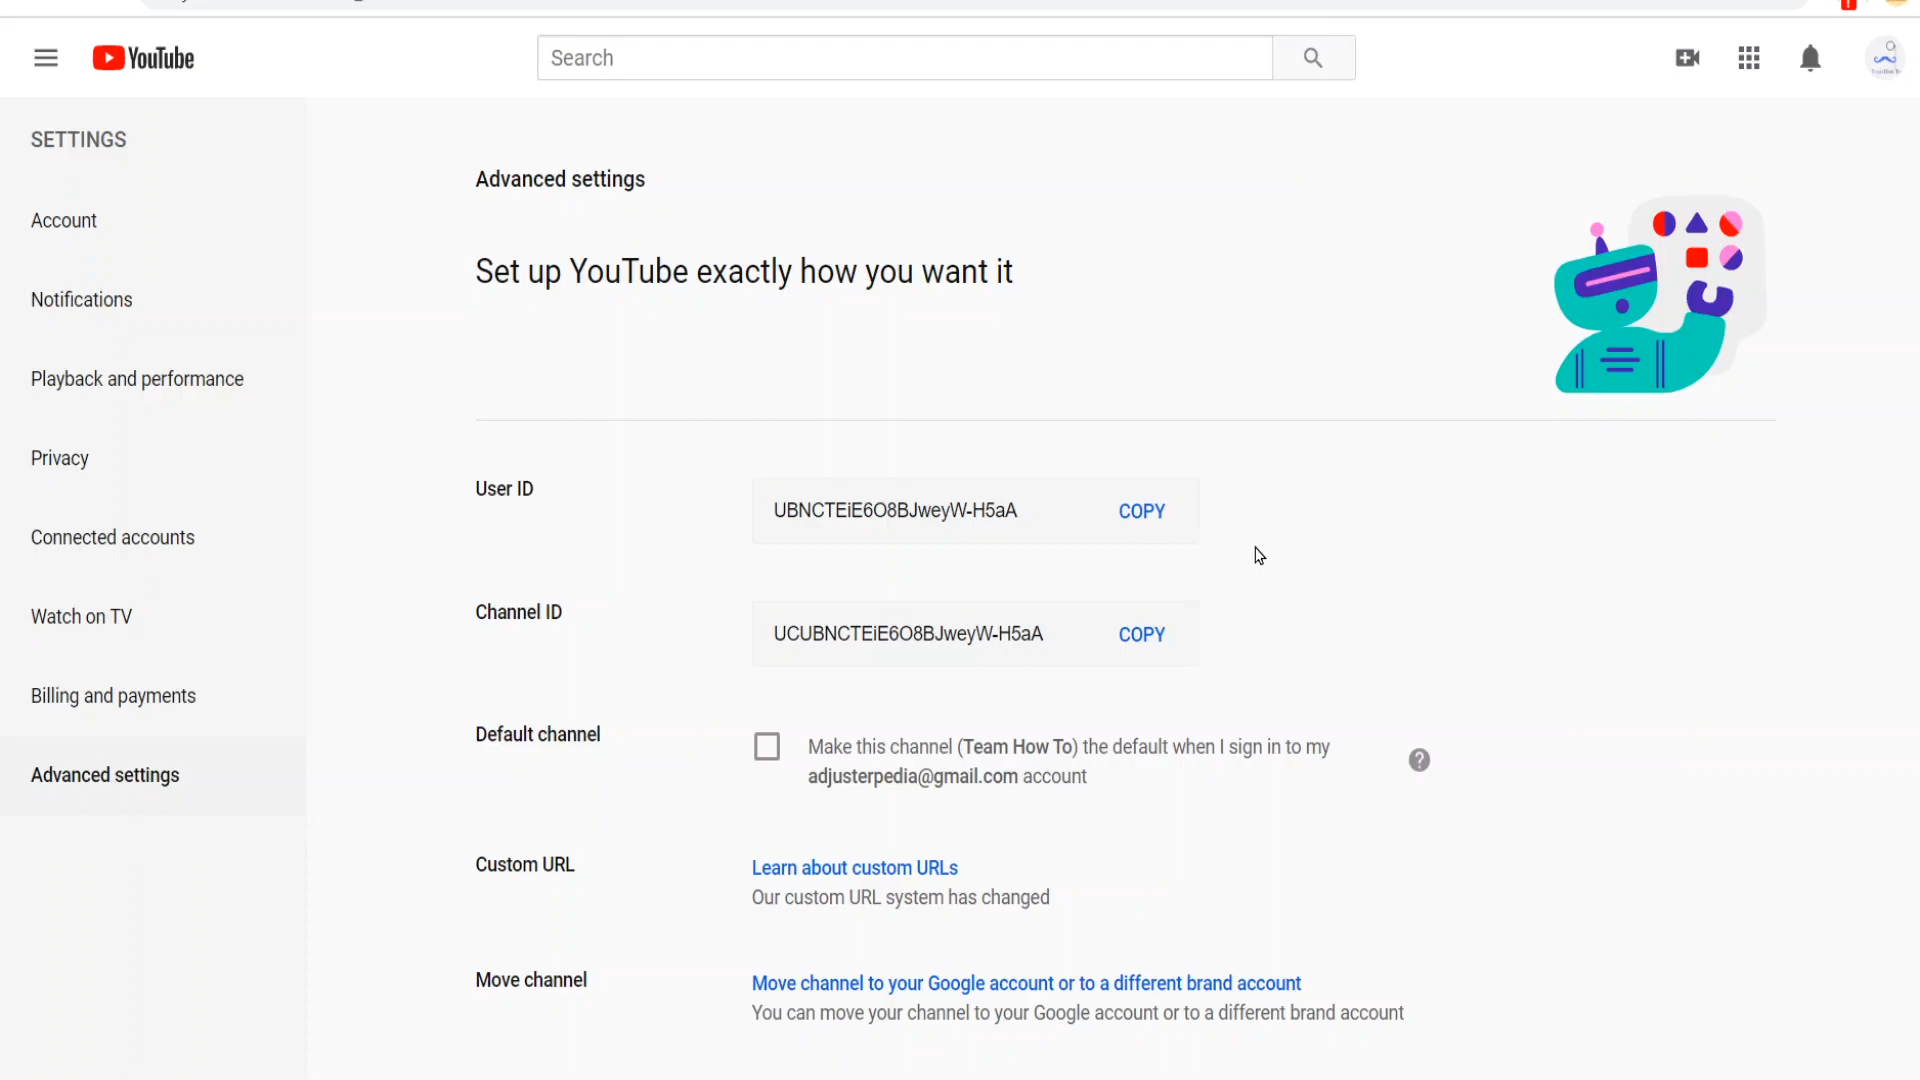 YouTube
Search
SETTINGS
Account
Notifications
Playback and performance
Privacy
Connected accounts
Watch on TV
Billing and payments
Advanced settings
Advanced settings
Set up YouTube exactly how you want it
User ID
UBNCTEiE6O8BJweyW-H5aA COPY
Channel ID
UCUBNCTEiE6O8BJweyW-H5aA COPY
Default channel
Make this channel (Team How To) the default when I sign in to my
adjusterpedia@gmail.com account
Custom URL
Learn about custom URLs
Our custom URL system has changed
Move channel
Move channel to your Google account or to a different brand account
You can move your channel to your Google account or to a different brand account